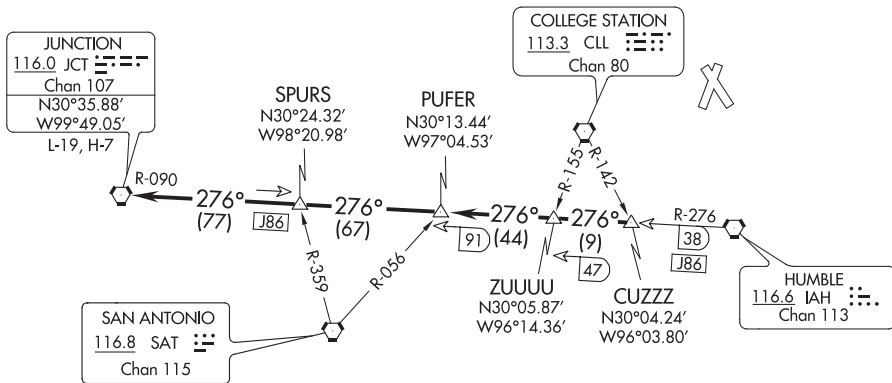 COLLEGE STATION
113.3 CLL
Chan 80
JUNCTION
116.0 JCT
Chan 107
N30°35.88′
W99°49.05′
L-19, H-7
SPURS
N30°24.32′
W98°20.98′
PUFER
N30°13.44′
W97°04.53′
R-155
R-142
R-090
276°
(77)
J86
276°
(67)
91
276°
(44)
47
276°
(9)
R-276
38
J86
R-359
R-056
ZUUUU
N30°05.87′
W96°14.36′
CUZZZ
N30°04.24′
W96°03.80′
HUMBLE
116.6 IAH
Chan 113
SAN ANTONIO
116.8 SAT
Chan 115